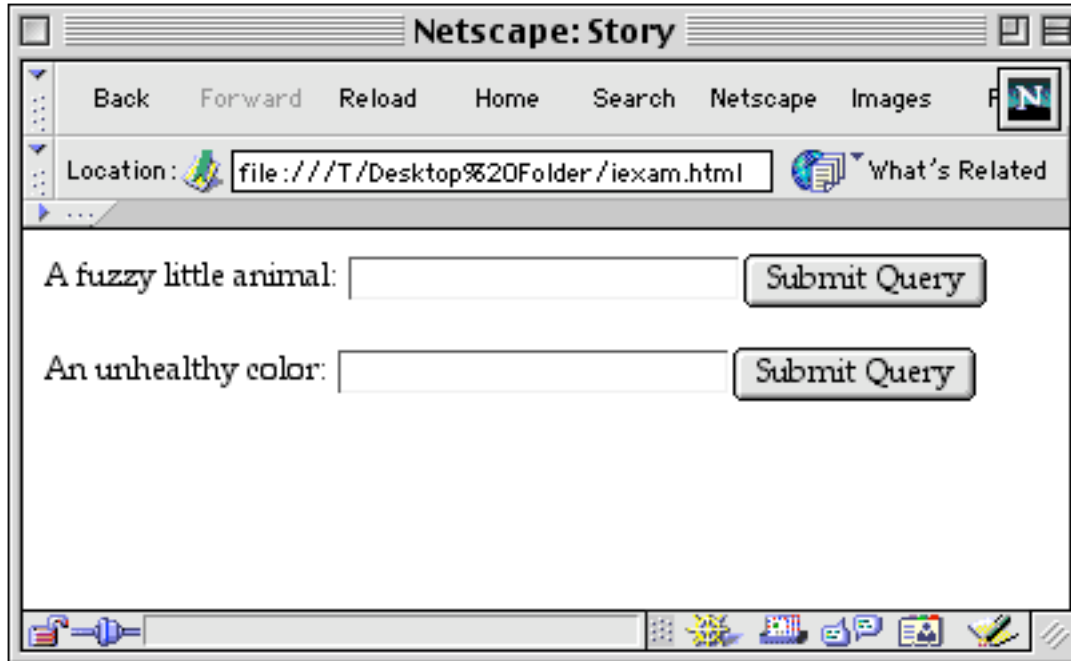 Netscape: Story
Back Forward Reload Home Search Netscape Images
N
Location: file:///T/Desktop%20Folder/iexam.html What's Related
...
A fuzzy little animal: Submit Query
An unhealthy color: Submit Query